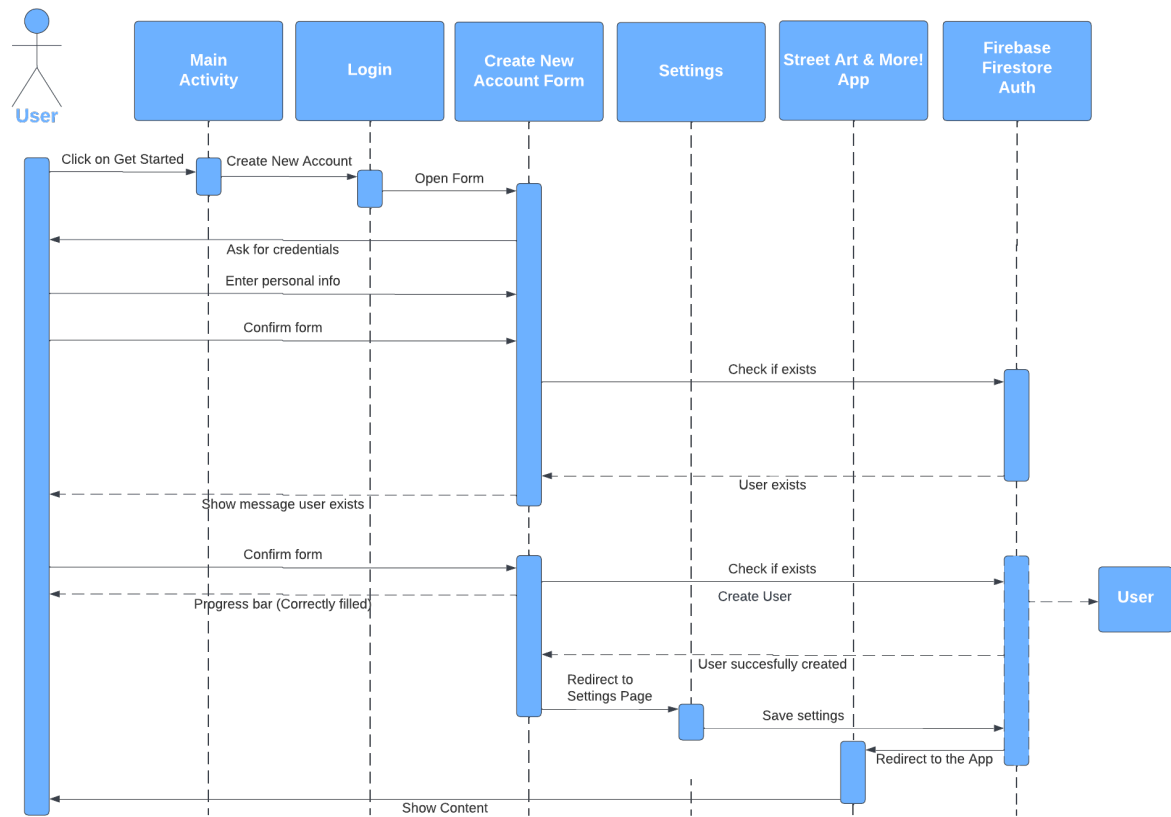 User
Main
Activity
Login
Create New
Account Form
Settings
Street Art & More!
App
Firebase
Firestore
Auth
Click on Get Started
Create New Account
Open Form
Ask for credentials
Enter personal info
Confirm form
Check if exists
User exists
Show message user exists
Confirm form
Check if exists
Create User
User
Progress bar (Correctly filled)
User succesfully created
Redirect to
Settings Page
Save settings
Redirect to the App
Show Content